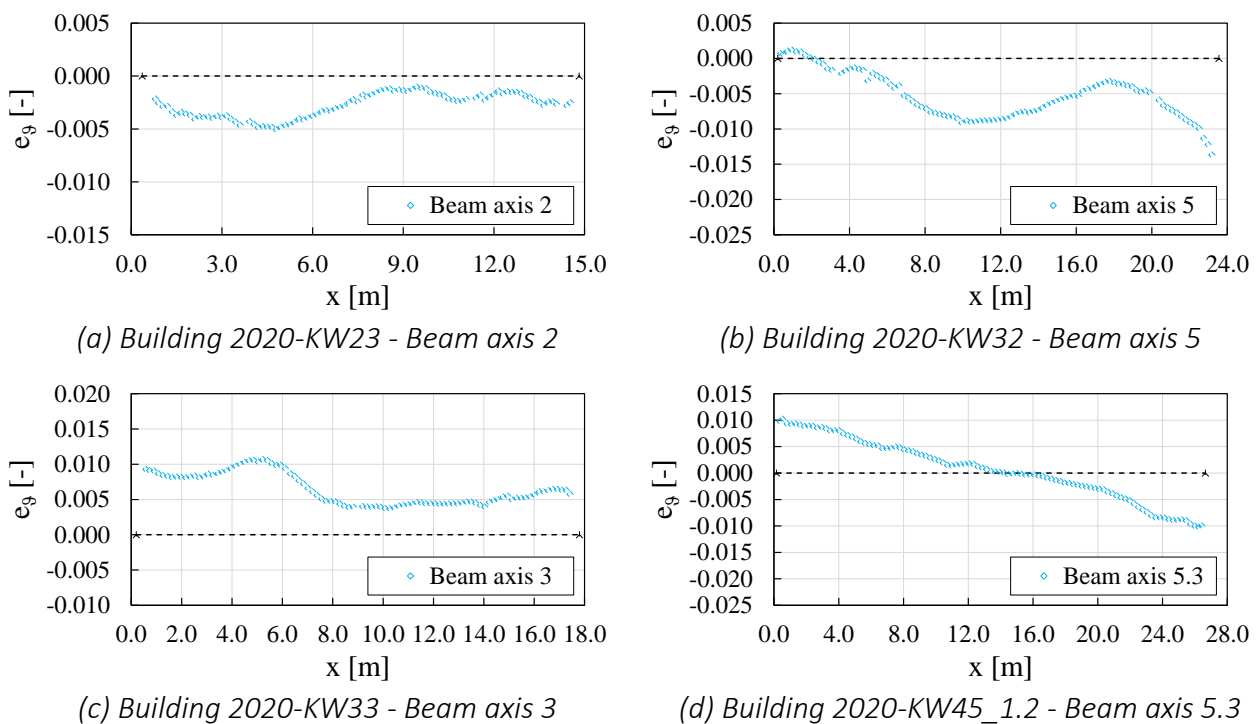 0.005
0.000
-0.005
-0.010
-0.015
e_ϑ [-]
Beam axis 2
0.0 3.0 6.0 9.0 12.0 15.0
x [m]
(a) Building 2020-KW23 - Beam axis 2
0.005
0.000
-0.005
-0.010
-0.015
-0.020
-0.025
e_ϑ [-]
Beam axis 5
0.0 4.0 8.0 12.0 16.0 20.0 24.0
x [m]
(b) Building 2020-KW32 - Beam axis 5
0.020
0.015
0.010
0.005
0.000
-0.005
-0.010
e_ϑ [-]
Beam axis 3
0.0 2.0 4.0 6.0 8.0 10.0 12.0 14.0 16.0 18.0
x [m]
(c) Building 2020-KW33 - Beam axis 3
0.015
0.010
0.005
0.000
-0.005
-0.010
-0.015
-0.020
-0.025
e_ϑ [-]
Beam axis 5.3
0.0 4.0 8.0 12.0 16.0 20.0 24.0 28.0
x [m]
(d) Building 2020-KW45_1.2 - Beam axis 5.3